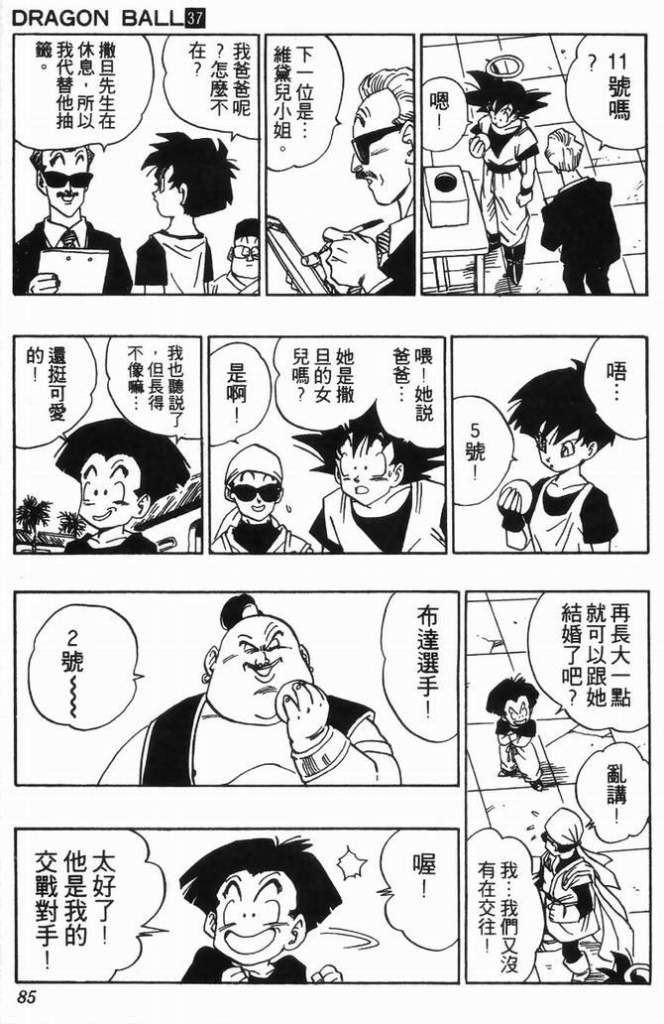 DRAGON BALL 37
11號嗎
？
嗯！
下一位是…
維黛兒小姐。
我爸爸呢
？怎麼不
在？
撒旦先生在
休息，所以
我代替他抽
籤。
唔…
5
號！
喂！她說
爸爸…
她是撒
旦的女
兒嗎？
是啊！
我也聽說了
，但長得
不像嘛…
還挺可愛
的！
再長大一點
就可以跟她
結婚了吧？
亂講！
我…我們又沒
有在交往！
布達選手！
2
號～～
喔！
太好了！
他是我的
交戰對手！
85